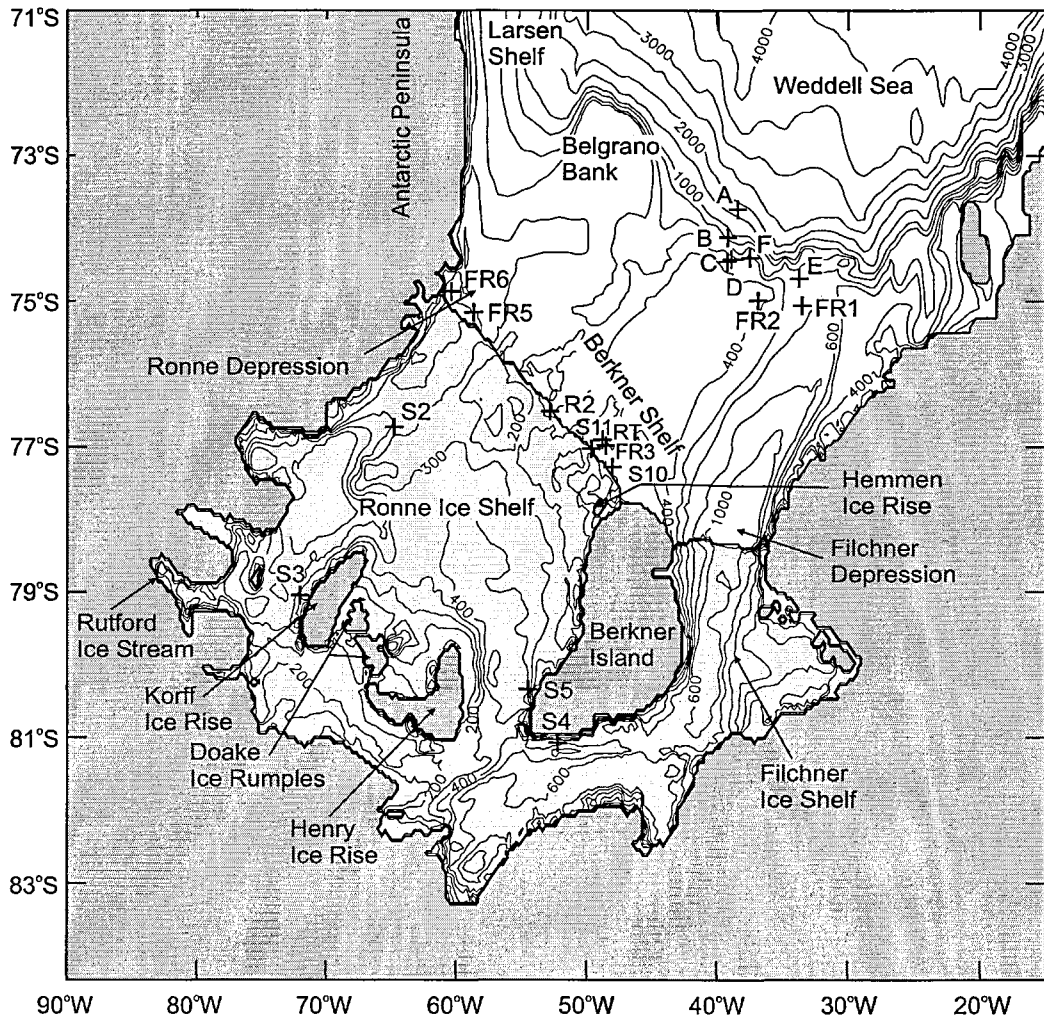 71°S
73°S
75°S
77°S
79°S
81°S
83°S
90°W
80°W
70°W
60°W
50°W
40°W
30°W
20°W
Antarctic Peninsula
Larsen
Shelf
Weddell Sea
Belgrano
Bank
3000
4000
4000
4000
2000
1000
A
B
C
F
D
E
FR2
FR1
FR6
FR5
Ronne Depression
Berkner Shelf
400
600
400
S2
R2
S11
FR3
S10
200
300
Ronne Ice Shelf
Hemmen
Ice Rise
1000
400
Filchner
Depression
S3
400
Rutford
Ice Stream
Berkner
Island
Korff
Ice Rise
200
S5
S4
200
600
Doake
Ice Rumples
400
600
Filchner
Ice Shelf
Henry
Ice Rise